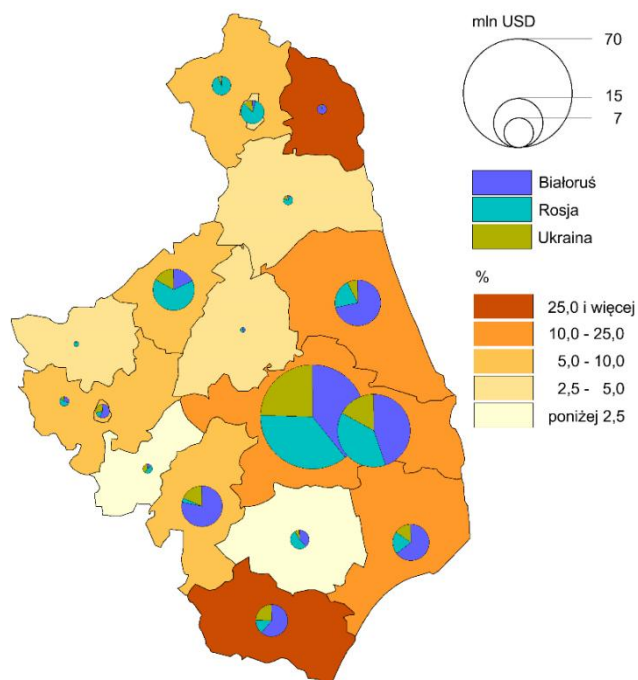 mln USD
70
15
7
Białoruś
Rosja
Ukraina
%
25,0 i więcej
10,0 - 25,0
5,0 - 10,0
2,5 - 5,0
poniżej 2,5